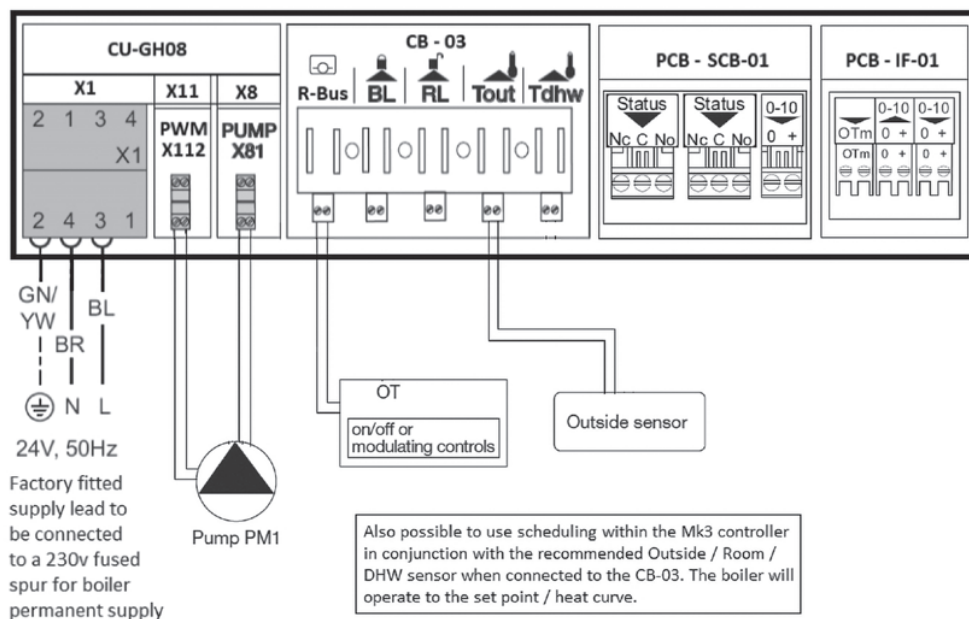 CU-GH08
X1
X11
X8
2 1 3 4
X1
2 4 3 1
PWM
X112
PUMP
X81
CB - 03
R-Bus
BL
RL
Tout
Tdhw
PCB - SCB-01
Status
Nc C No
Status
Nc C No
0-10
0 +
PCB - IF-01
0-10 0-10
OTm 0 + 0 +
OTm 0 + 0 +
GN/
YW
BR
BL
N L
24V, 50Hz
Factory fitted
supply lead to
be connected
to a 230v fused
spur for boiler
permanent supply
Pump PM1
OT
on/off or
modulating controls
Outside sensor
Also possible to use scheduling within the Mk3 controller
in conjunction with the recommended Outside / Room /
DHW sensor when connected to the CB-03. The boiler will
operate to the set point / heat curve.